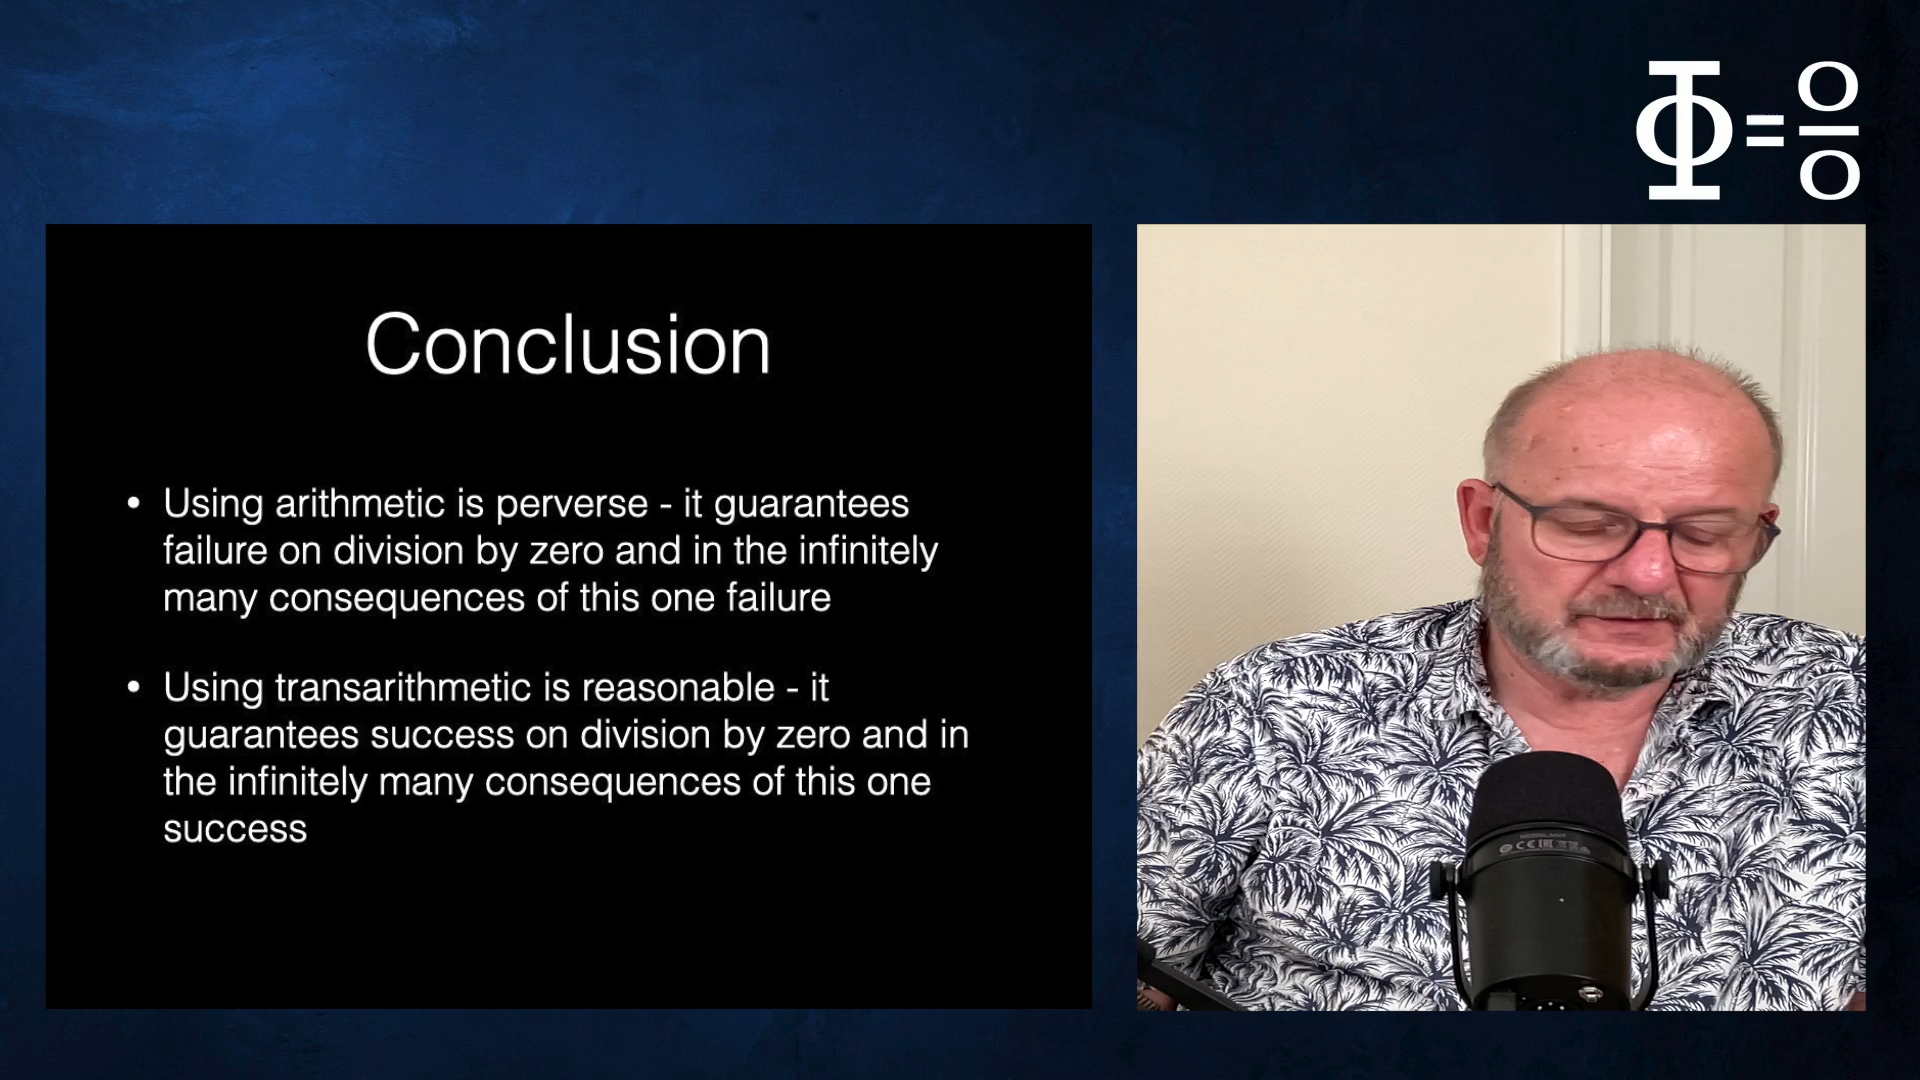 Φ=0/0
Conclusion
• Using arithmetic is perverse - it guarantees
failure on division by zero and in the infinitely
many consequences of this one failure
• Using transarithmetic is reasonable - it
guarantees success on division by zero and in
the infinitely many consequences of this one
success